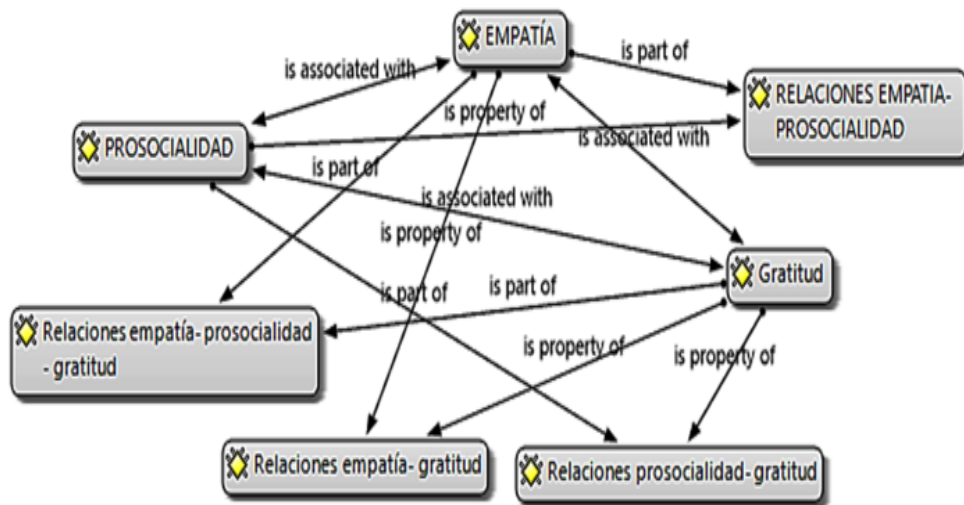 EMPATÍA
is part of
is associated with
RELACIONES EMPATIA-
PROSOCIALIDAD
is property of
PROSOCIALIDAD
is associated with
is part of
is associated with
is property of
Gratitud
is part of
is part of
Relaciones empatía- prosocialidad
- gratitud
is property of
is property of
Relaciones empatía- gratitud
Relaciones prosocialidad- gratitud